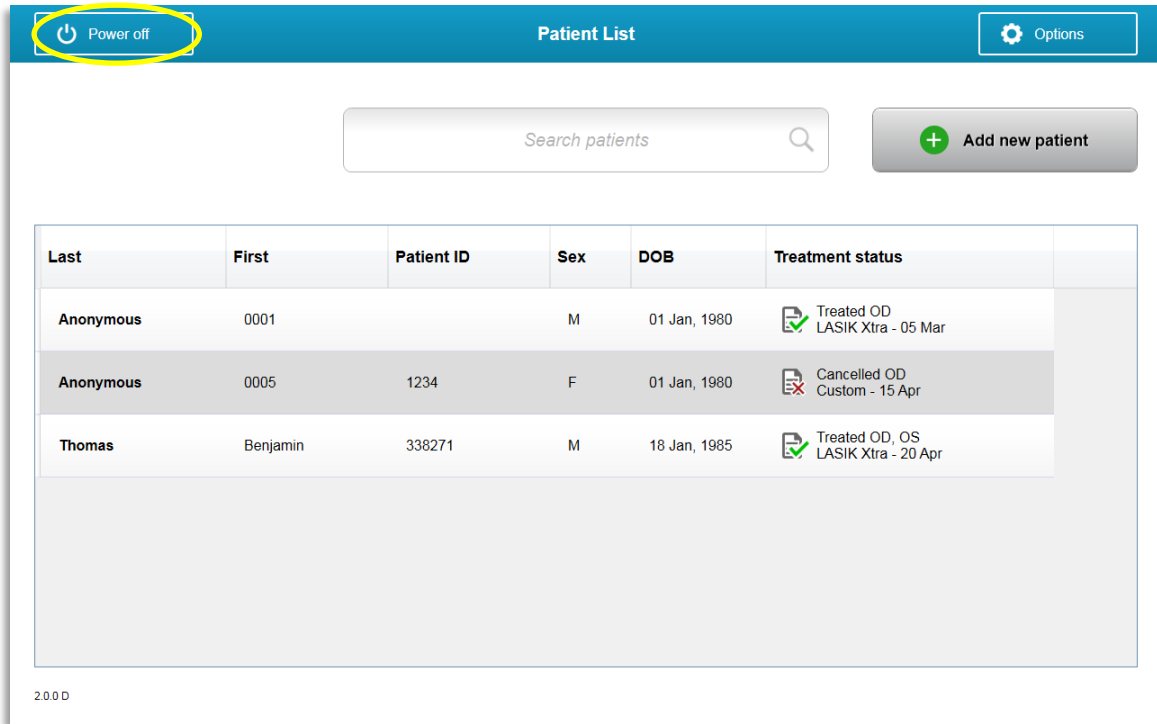 Power off Patient List Options
Search patients Add new patient
Last First Patient ID Sex DOB Treatment status
Anonymous 0001 M 01 Jan, 1980 Treated OD
LASIK Xtra - 05 Mar
Anonymous 0005 1234 F 01 Jan, 1980 Cancelled OD
Custom - 15 Apr
Thomas Benjamin 338271 M 18 Jan, 1985 Treated OD, OS
LASIK Xtra - 20 Apr
2.0.0 D